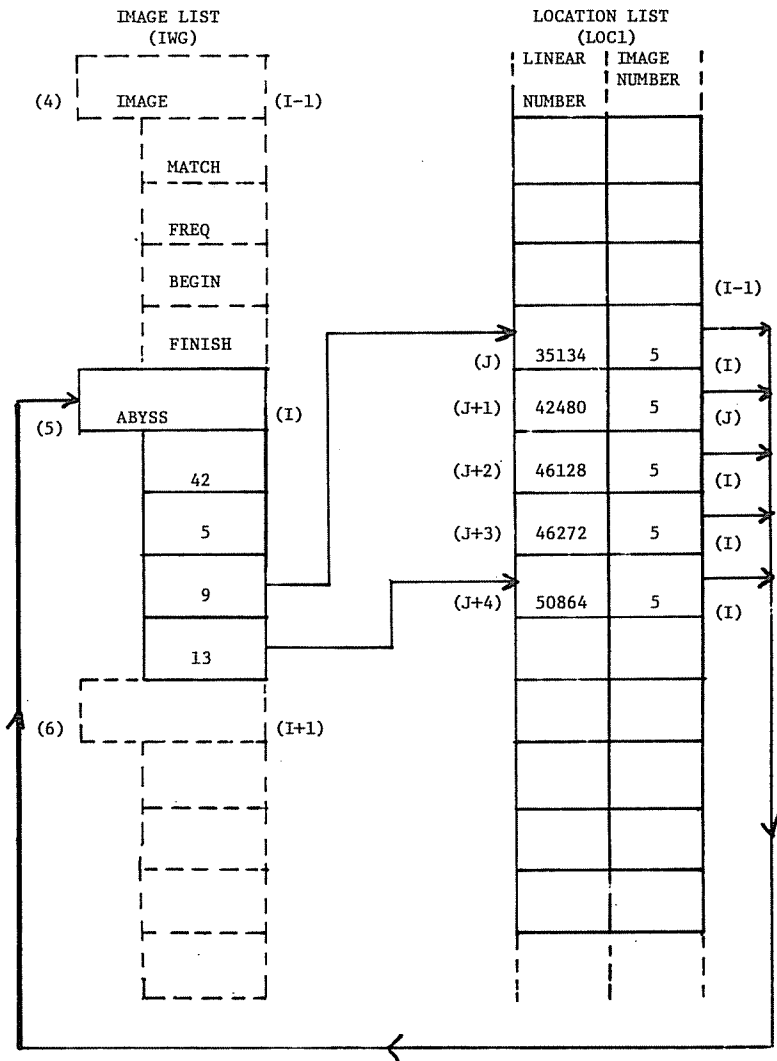 IMAGE LIST
(IWG)
(4) IMAGE (I-1)
MATCH
FREQ
BEGIN
FINISH
(5) ABYSS (I)
42
5
9
13
(6) (I+1)
LOCATION LIST
(LOC1)
LINEAR NUMBER
IMAGE NUMBER
(I-1)
(J) 35134 5 (I)
(J+1) 42480 5 (J)
(J+2) 46128 5 (I)
(J+3) 46272 5 (I)
(J+4) 50864 5 (I)